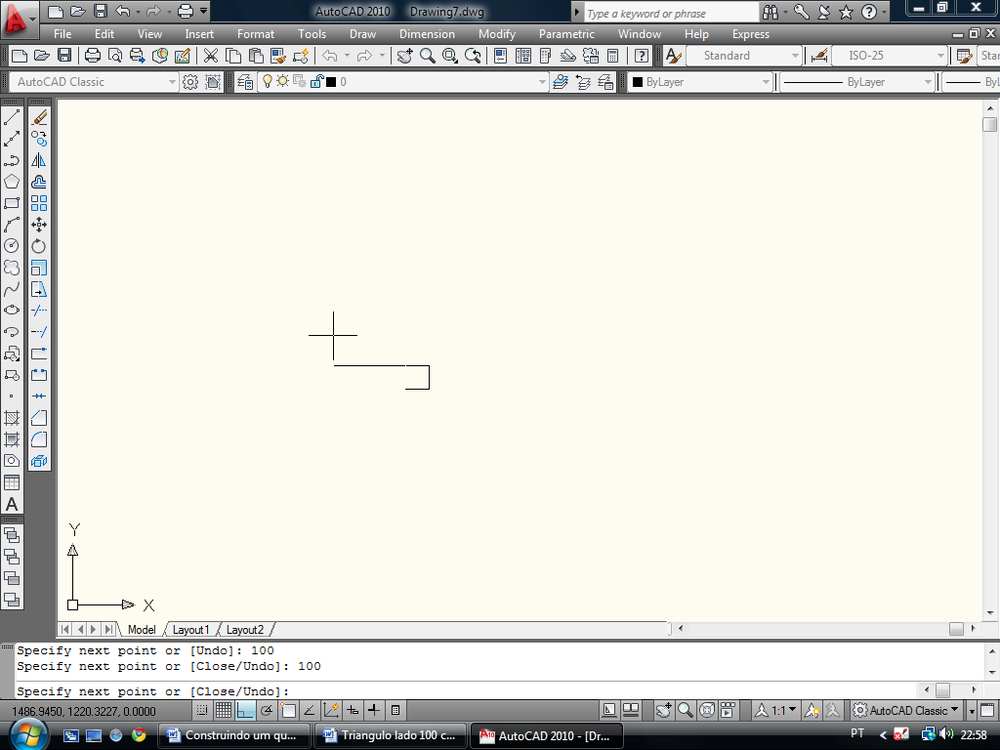 AutoCAD 2010 Drawing7.dwg Type a keyword or phrase
File Edit View Insert Format Tools Draw Dimension Modify Parametric Window Help Express
Standard ISO-25 Stan
AutoCAD Classic 0 ByLayer ByLayer ByL
A
Y
X
Model Layout1 Layout2
Specify next point or [Undo]: 100
Specify next point or [Close/Undo]: 100
Specify next point or [Close/Undo]:
1486.9450, 1220.3227, 0.0000 1:1 AutoCAD Classic
Construindo um qu... Triangulo lado 100 c... AutoCAD 2010 - [Dr... PT 22:58